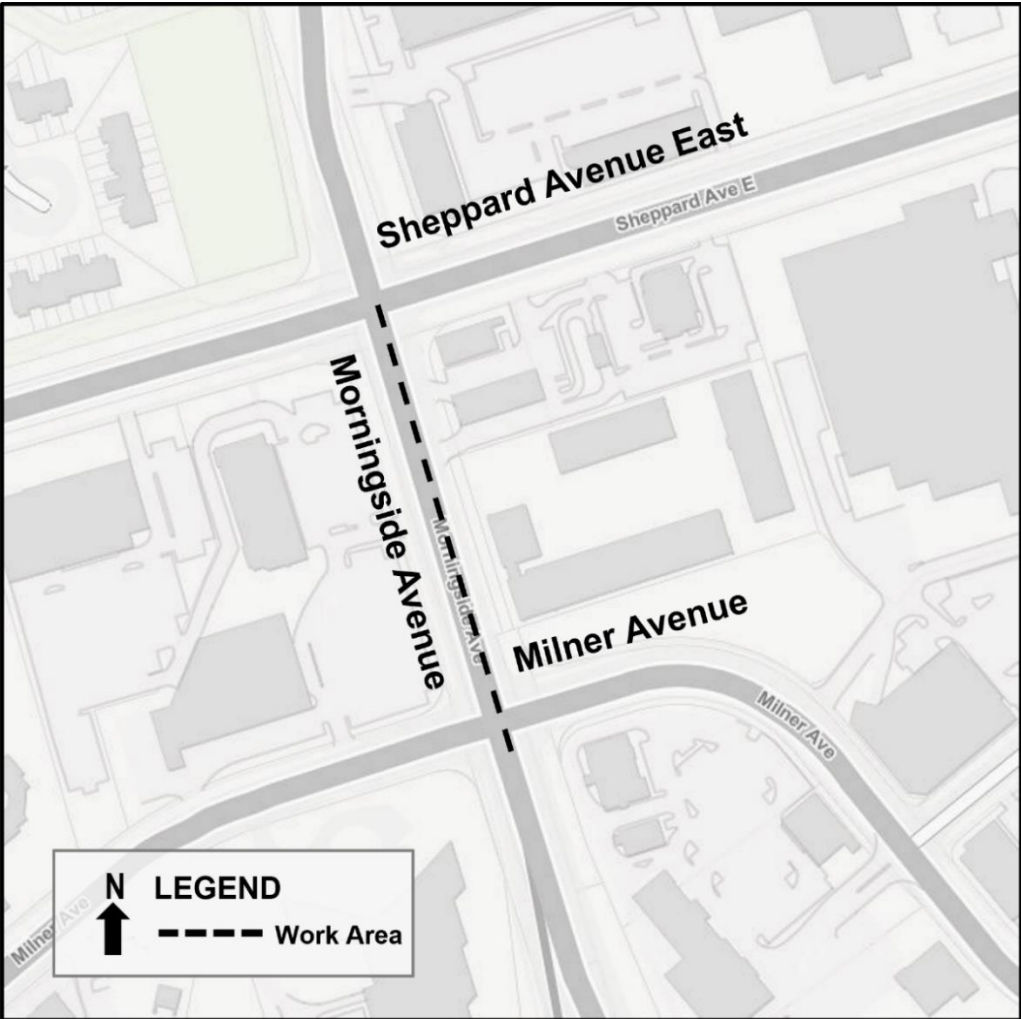 Sheppard Avenue East
Sheppard Ave E
Morningside Avenue
Morningside Ave
Milner Avenue
Milner Ave
Milner Ave
N LEGEND
Work Area